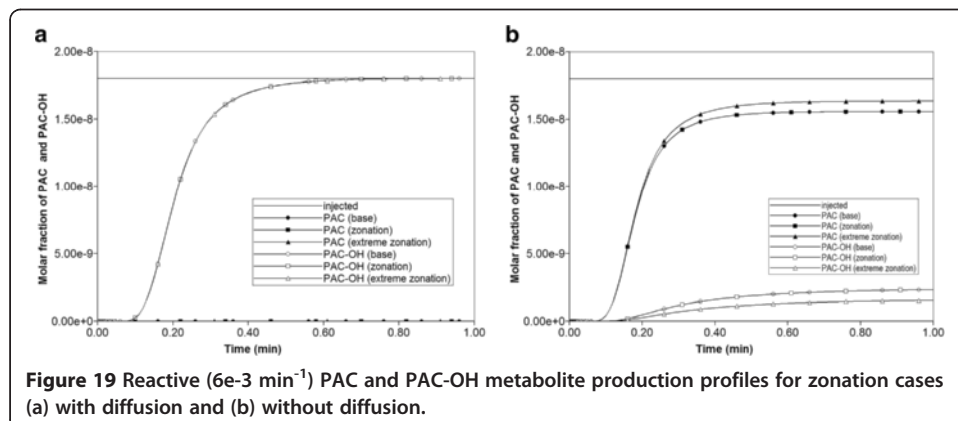 a
2.00e-8
1.50e-8
1.00e-8
5.00e-9
0.00e+0
Molar fraction of PAC and PAC-OH
injected
PAC (base)
PAC (zonation)
PAC (extreme zonation)
PAC-OH (base)
PAC-OH (zonation)
PAC-OH (extreme zonation)
0.00 0.20 0.40 0.60 0.80 1.00
Time (min)
b
2.00e-8
1.50e-8
1.00e-8
5.00e-9
0.00e+0
Molar fraction of PAC and PAC-OH
injected
PAC (base)
PAC (zonation)
PAC (extreme zonation)
PAC-OH (base)
PAC-OH (zonation)
PAC-OH (extreme zonation)
0.00 0.20 0.40 0.60 0.80 1.00
Time (min)
Figure 19 Reactive (6e-3 min⁻¹) PAC and PAC-OH metabolite production profiles for zonation cases
(a) with diffusion and (b) without diffusion.